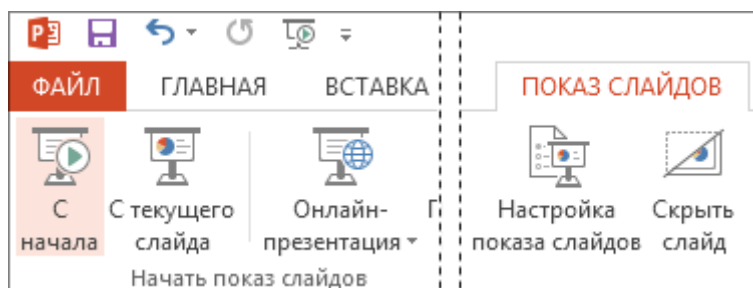 ФАЙЛ ГЛАВНАЯ ВСТАВКА ПОКАЗ СЛАЙДОВ
С начала
С текущего слайда
Онлайн-презентация
Настройка показа слайдов
Скрыть слайд
Начать показ слайдов